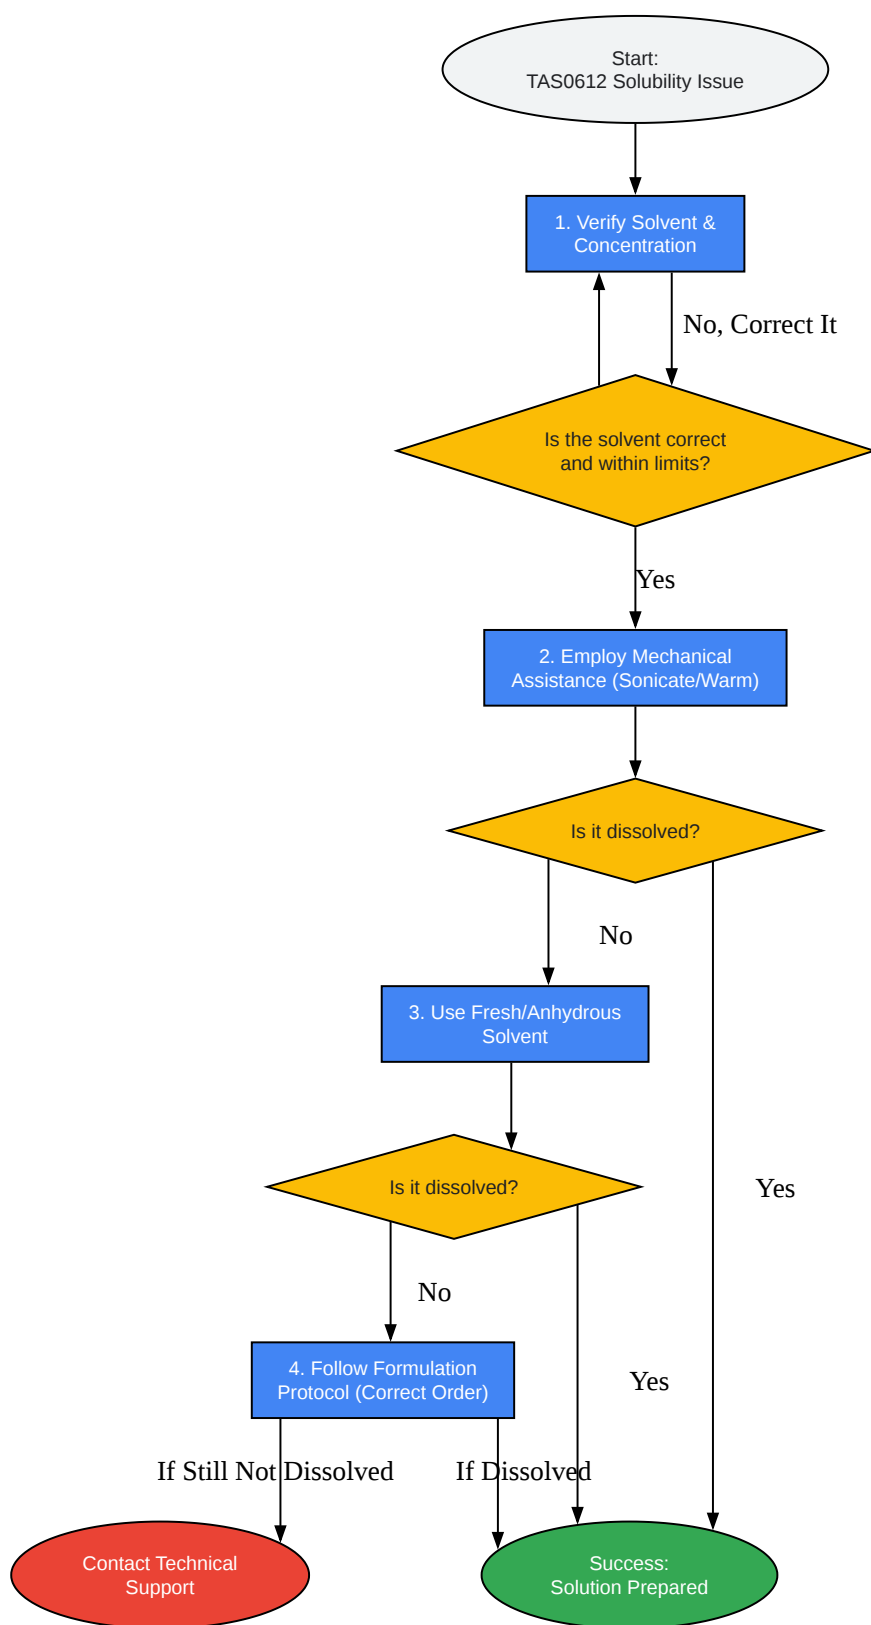 Start:
TAS0612 Solubility Issue
1. Verify Solvent &
Concentration
No, Correct It
Is the solvent correct
and within limits?
Yes
2. Employ Mechanical
Assistance (Sonicate/Warm)
Is it dissolved?
No
3. Use Fresh/Anhydrous
Solvent
Is it dissolved?
Yes
No
4. Follow Formulation
Protocol (Correct Order)
Yes
If Still Not Dissolved
If Dissolved
Contact Technical
Support
Success:
Solution Prepared